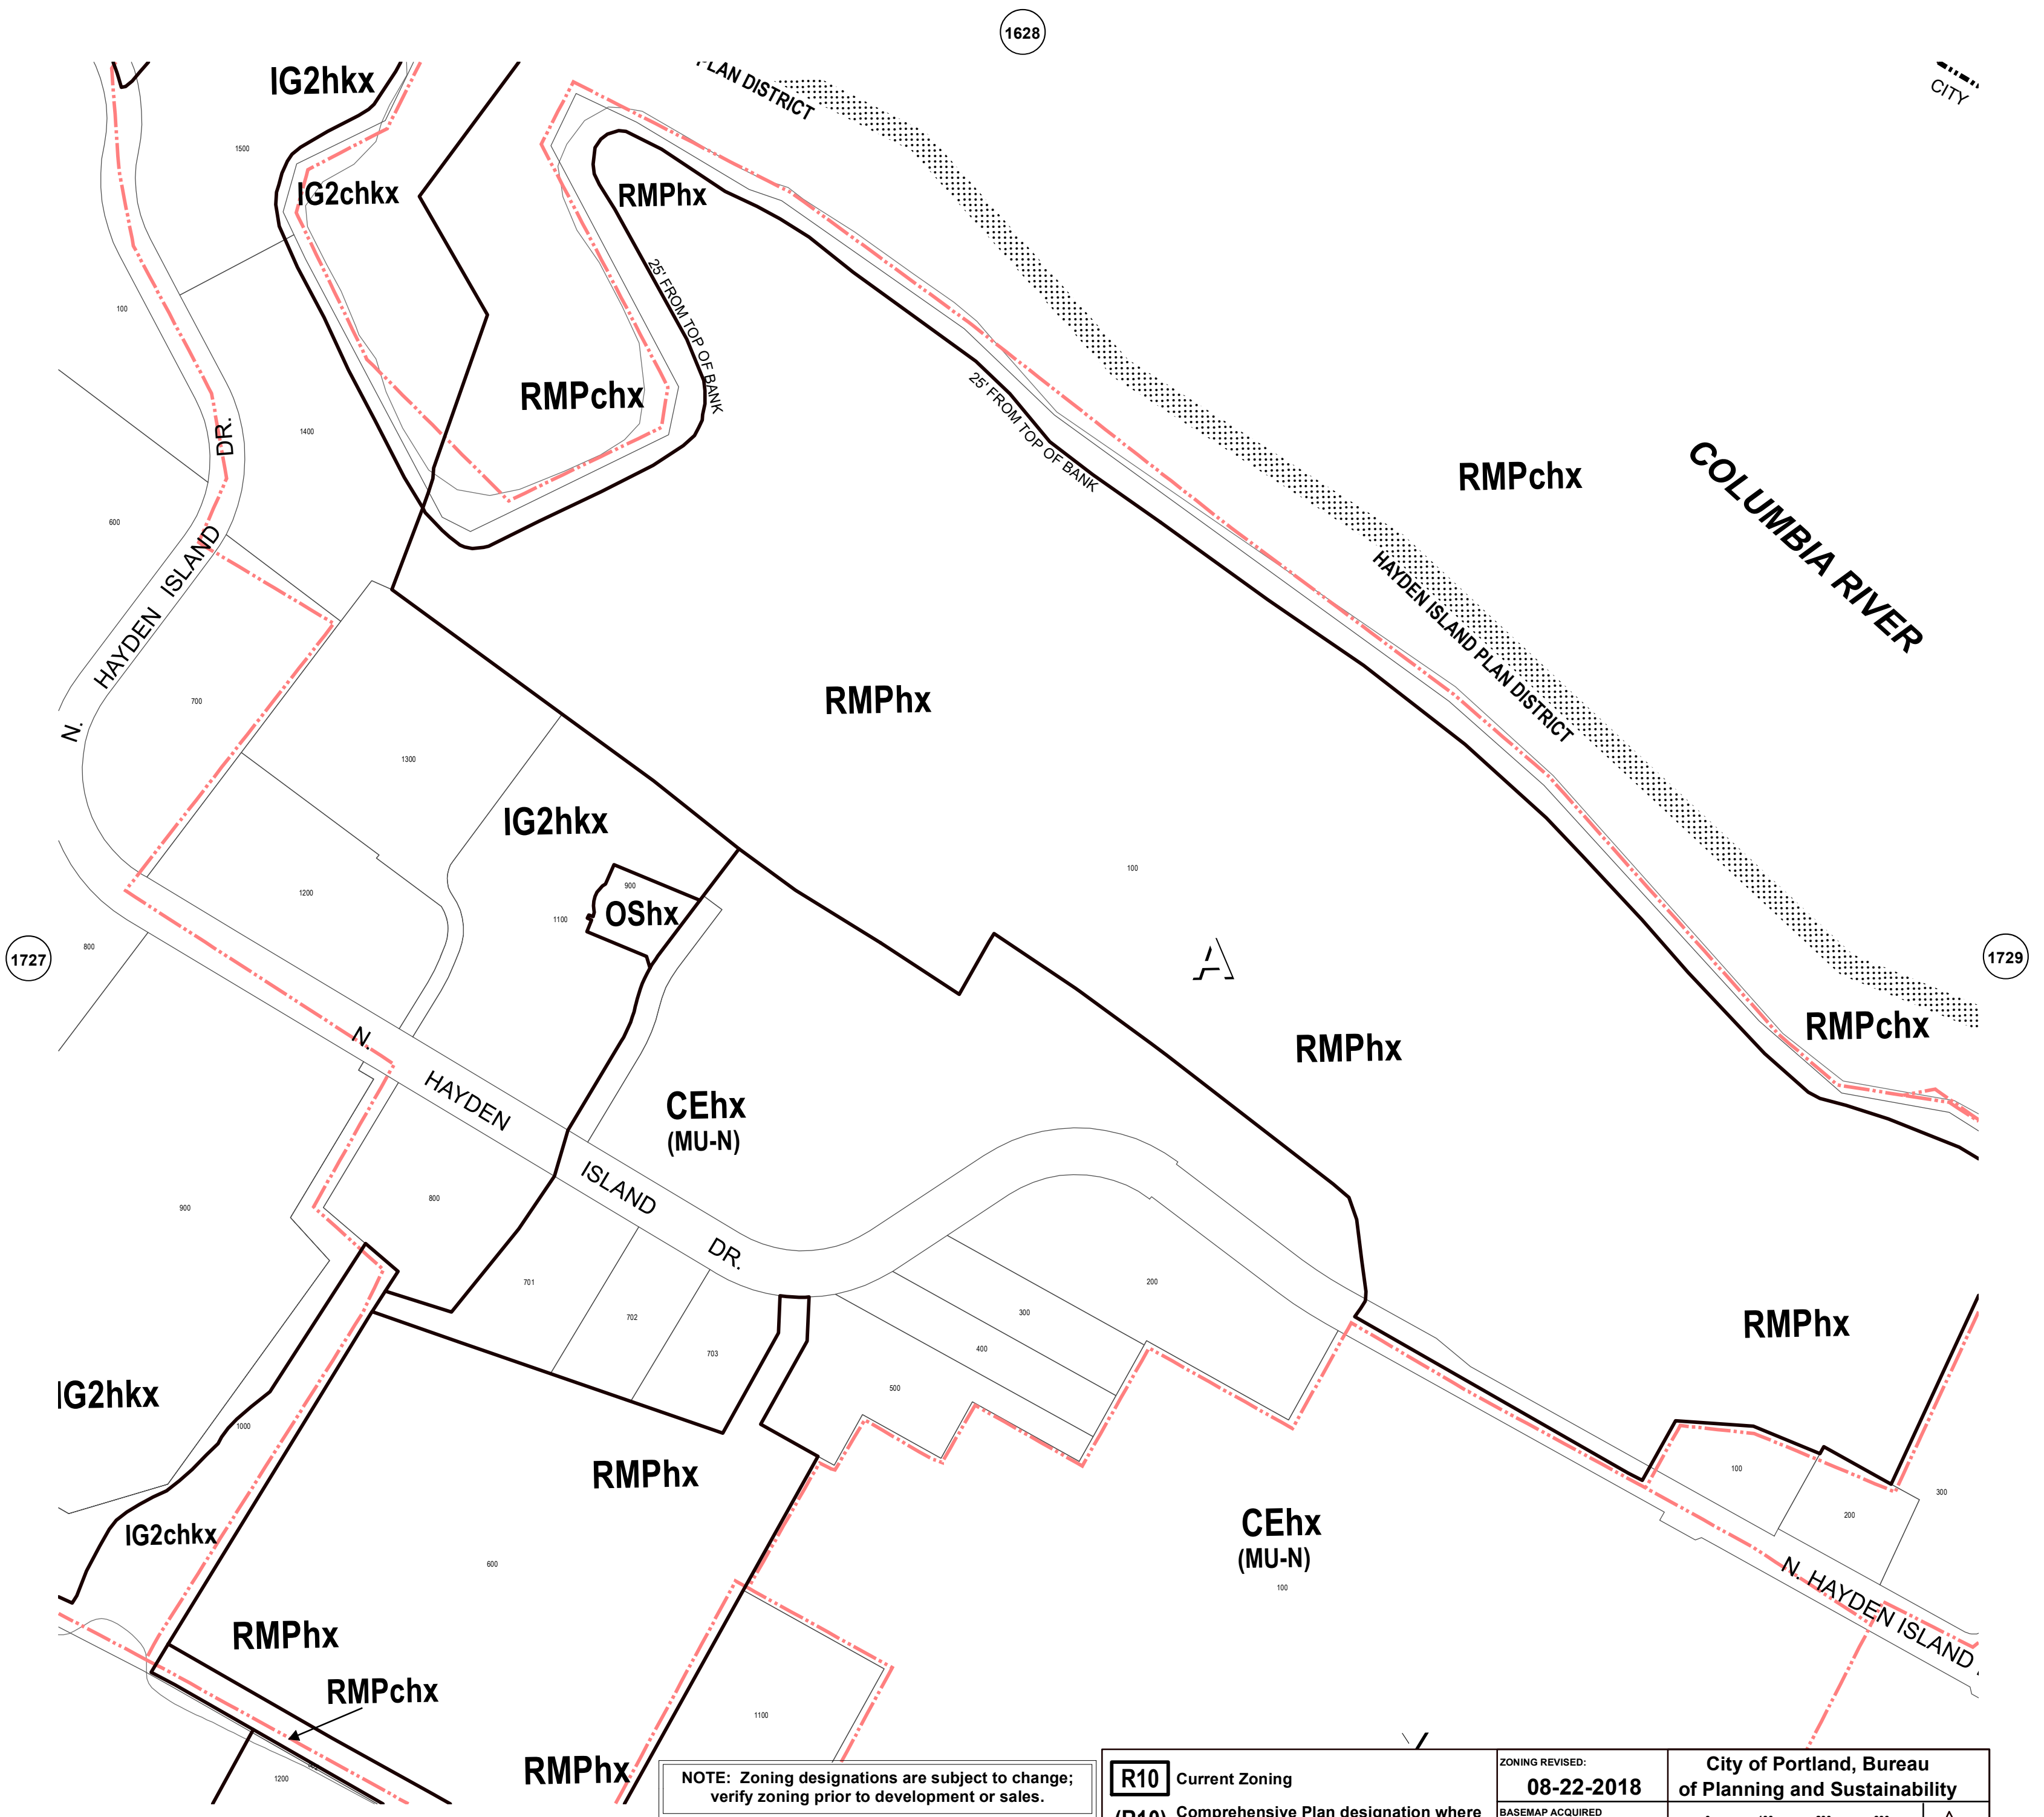 1628
PLAN DISTRICT
CITY
IG2hkx
1500
IG2chkx
RMPhx
100
25' FROM TOP OF BANK
RMPchx
25' FROM TOP OF BANK
DR.
1400
RMPchx
COLUMBIA RIVER
600
HAYDEN ISLAND
HAYDEN ISLAND PLAN DISTRICT
N.
700
RMPhx
1300
IG2hkx
100
900
OShx
1200
1100
A
800
1727
1729
N.
RMPchx
RMPhx
HAYDEN
CEhx
(MU-N)
ISLAND
800
900
DR.
701
200
300
702
RMPhx
703
400
500
IG2hkx
1000
RMPhx
100
300
200
CEhx
(MU-N)
IG2chkx
600
100
N. HAYDEN ISLAND
RMPhx
RMPchx
1100
1200
RMPhx
NOTE: Zoning designations are subject to change;
verify zoning prior to development or sales.
R10 Current Zoning
(R10) Comprehensive Plan designation where
ZONING REVISED:
08-22-2018
BASEMAP ACQUIRED
City of Portland, Bureau
of Planning and Sustainability